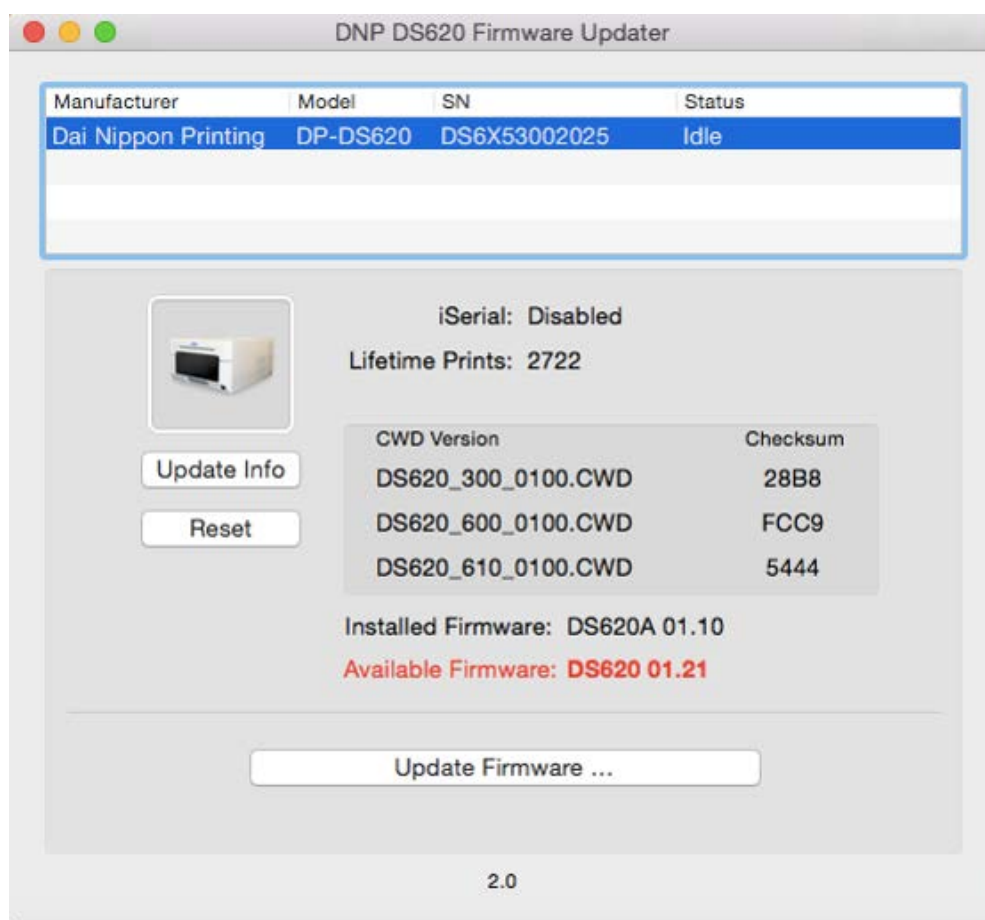 DNP DS620 Firmware Updater
Manufacturer Model SN Status
Dai Nippon Printing DP-DS620 DS6X53002025 Idle
iSerial: Disabled
Lifetime Prints: 2722
CWD Version Checksum
Update Info
DS620_300_0100.CWD 28B8
Reset
DS620_600_0100.CWD FCC9
DS620_610_0100.CWD 5444
Installed Firmware: DS620A 01.10
Available Firmware: DS620 01.21
Update Firmware ...
2.0